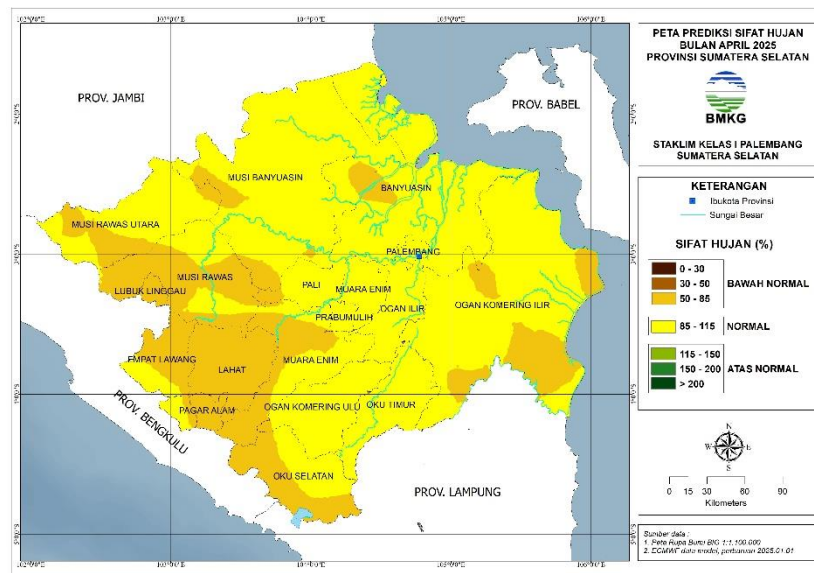 PETA PREDIKSI SIFAT HUJAN
BULAN APRIL 2025
PROVINSI SUMATERA SELATAN
BMKG
STAKLIM KELAS I PALEMBANG
SUMATERA SELATAN
KETERANGAN
Ibukota Provinsi
Sungai Besar
SIFAT HUJAN (%)
0 - 30
30 - 50
50 - 85
BAWAH NORMAL
85 - 115
NORMAL
115 - 150
150 - 200
> 200
ATAS NORMAL
N
W E
S
0 15 30 60 90
Kilometers
Sumber data :
1. Peta Rupa Bumi BIG 1:1.100.000
2. ECMWF data model, perbaruan 2025.01.01
PROV. JAMBI
PROV. BABEL
MUSI BANYUASIN
BANYUASIN
MUSI RAWAS UTARA
PALEMBANG
MUSI RAWAS
LUBUK LINGGAU
PALI
MUARA ENIM
OGAN ILIR
OGAN KOMERING ILIR
PRABUMULIH
EMPAT LAWANG
LAHAT
MUARA ENIM
PAGAR ALAM
OGAN KOMERING ULU
OKU TIMUR
PROV. BENGKULU
OKU SELATAN
PROV. LAMPUNG